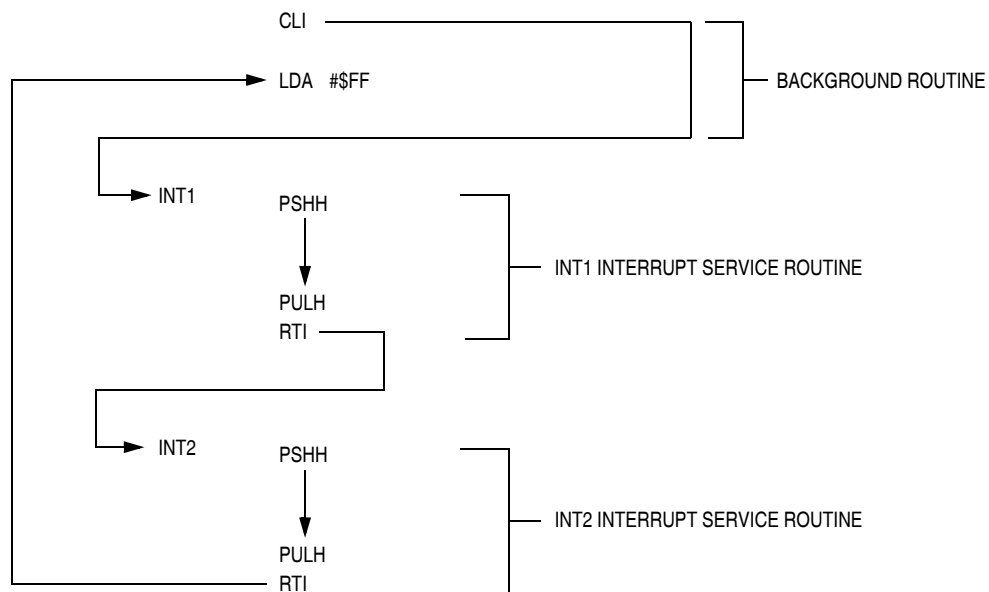 CLI
LDA #$FF
BACKGROUND ROUTINE
INT1
PSHH
INT1 INTERRUPT SERVICE ROUTINE
PULH
RTI
INT2
PSHH
INT2 INTERRUPT SERVICE ROUTINE
PULH
RTI